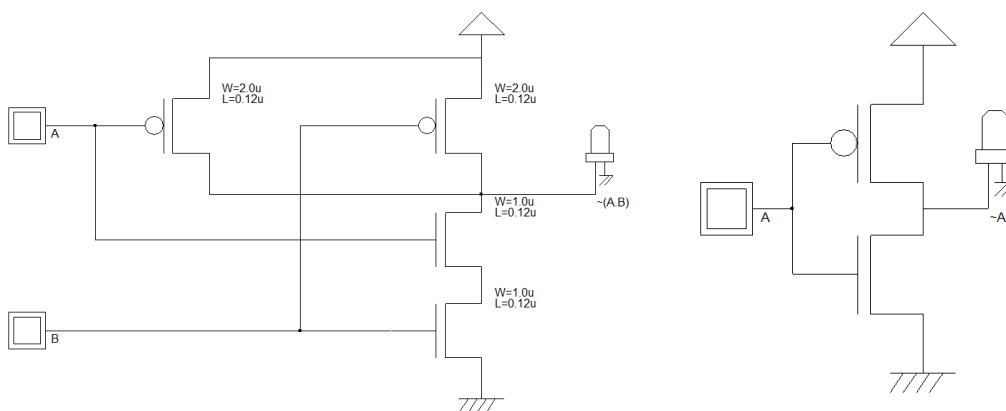 W=2.0u
L=0.12u
W=2.0u
L=0.12u
A
~(A.B)
W=1.0u
L=0.12u
W=1.0u
L=0.12u
B
A
~A